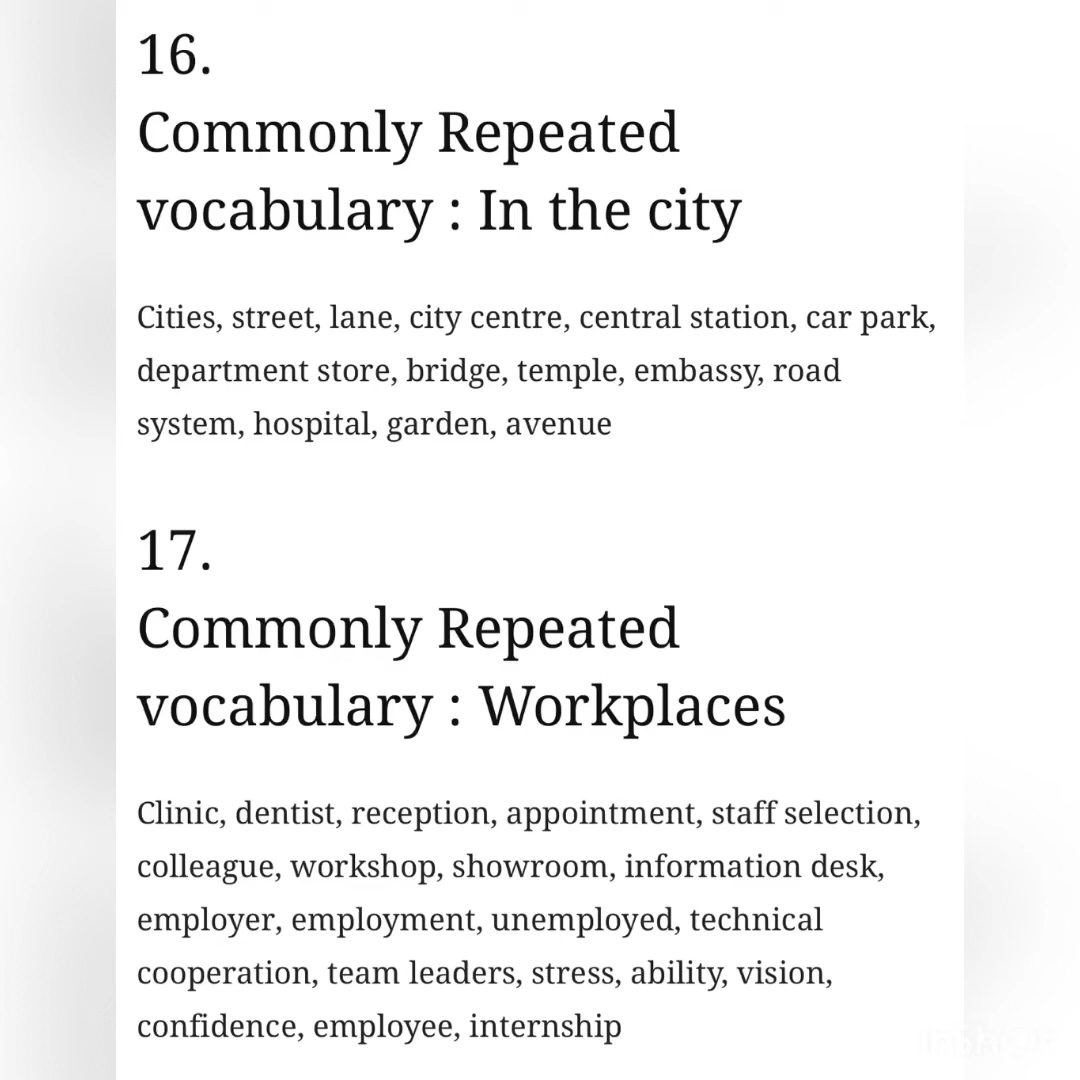 16.
Commonly Repeated
vocabulary : In the city
Cities, street, lane, city centre, central station, car park,
department store, bridge, temple, embassy, road
system, hospital, garden, avenue
17.
Commonly Repeated
vocabulary : Workplaces
Clinic, dentist, reception, appointment, staff selection,
colleague, workshop, showroom, information desk,
employer, employment, unemployed, technical
cooperation, team leaders, stress, ability, vision,
confidence, employee, internship